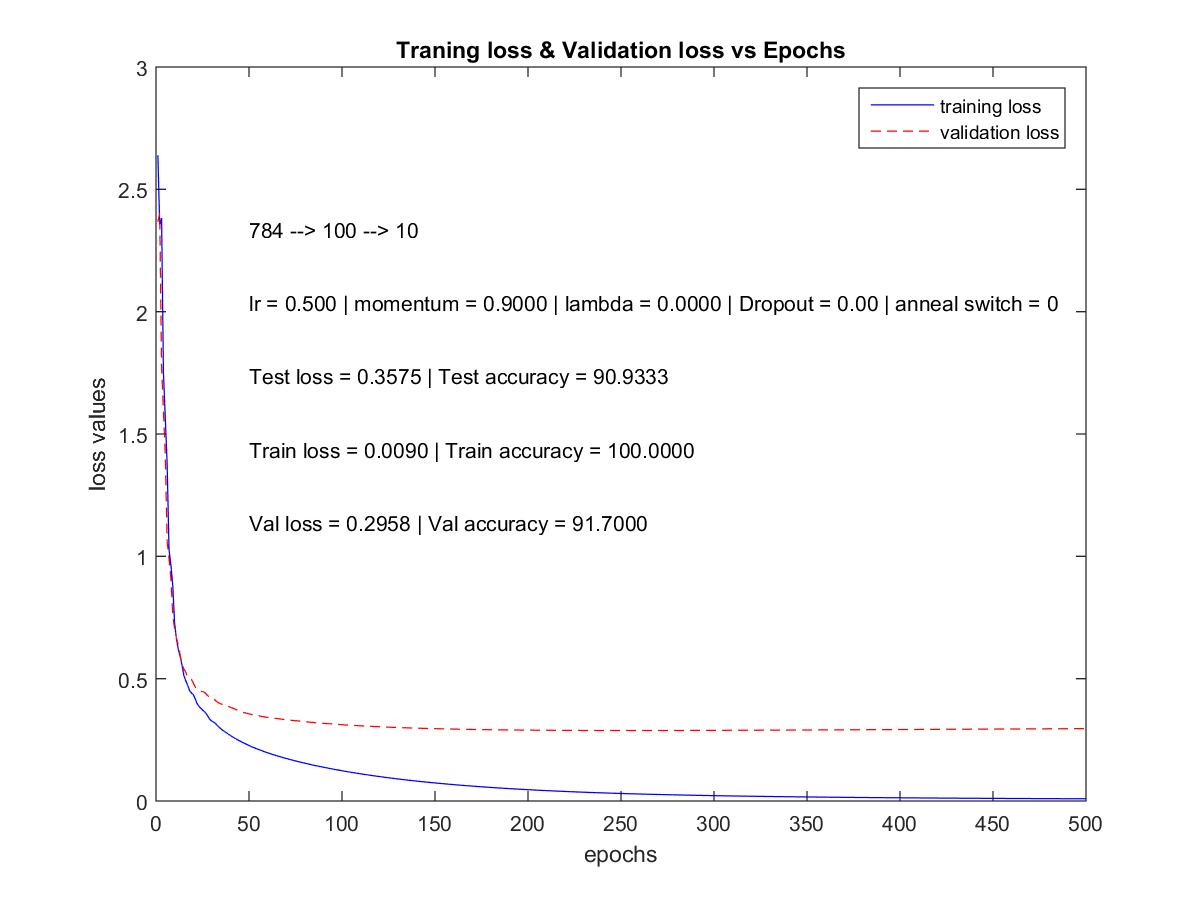 Traning loss & Validation loss vs Epochs
3
training loss
validation loss
2.5
784 --> 100 --> 10
lr = 0.500 | momentum = 0.9000 | lambda = 0.0000 | Dropout = 0.00 | anneal switch = 0
2
Test loss = 0.3575 | Test accuracy = 90.9333
loss values
1.5
Train loss = 0.0090 | Train accuracy = 100.0000
Val loss = 0.2958 | Val accuracy = 91.7000
1
0.5
0
0 50 100 150 200 250 300 350 400 450 500
epochs